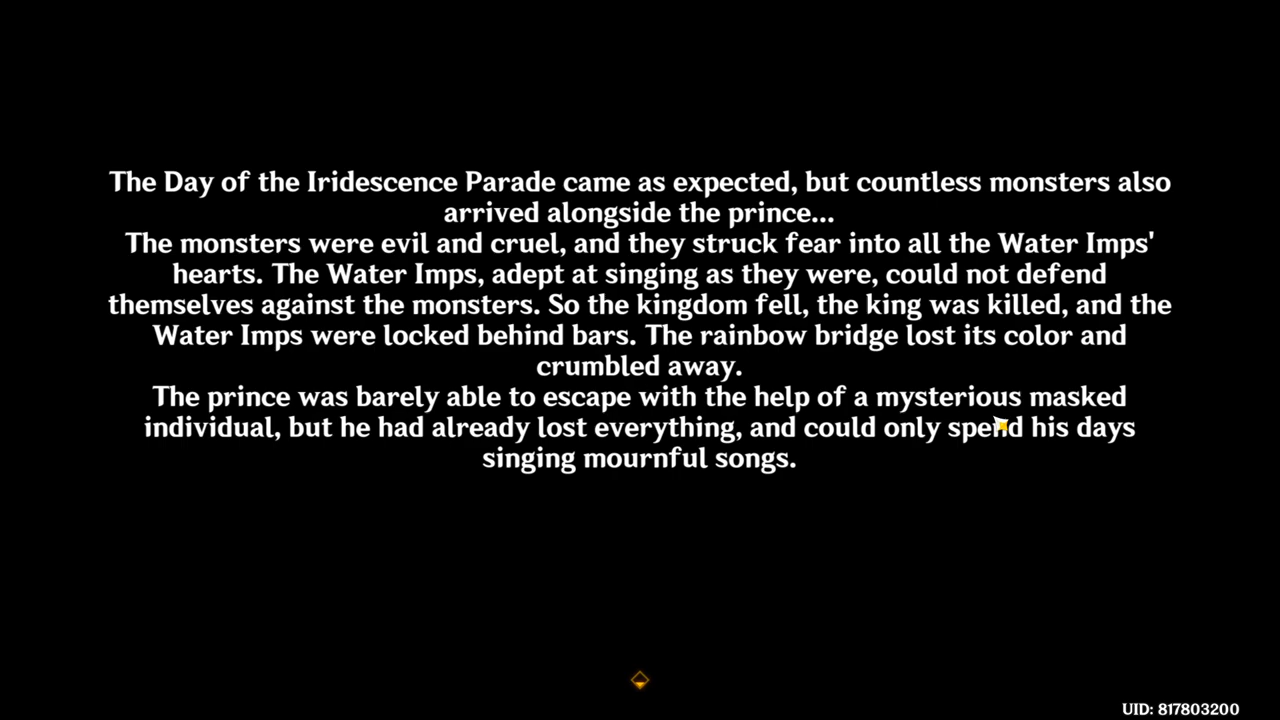 The Day of the Iridescence Parade came as expected, but countless monsters also
arrived alongside the prince...
The monsters were evil and cruel, and they struck fear into all the Water Imps'
hearts. The Water Imps, adept at singing as they were, could not defend
themselves against the monsters. So the kingdom fell, the king was killed, and the
Water Imps were locked behind bars. The rainbow bridge lost its color and
crumbled away.
The prince was barely able to escape with the help of a mysterious masked
individual, but he had already lost everything, and could only spend his days
singing mournful songs.
UID: 817803200